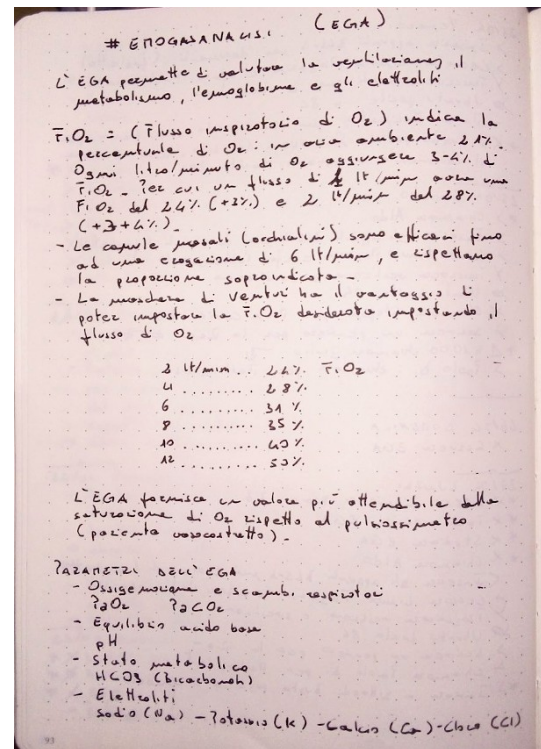 # EMOGASANALISI (EGA)
L'EGA permette di valutare la ventilazione, il
metabolismo, l'emoglobina e gli elettroliti
FiO2 = (Flusso inspiratorio di O2) indica la
percentuale di O2: in aria ambiente 21%.
Ogni litro/minuto di O2 aggiungere 3-4% di
FiO2. Per cui un flusso di 1 lt/min avrà una
FiO2 del 24% (+3%) e 2 lt/min del 28%
(+3+4%).
- Le cannule nasali (occhialini) sono efficaci fino
ad una erogazione di 6 lt/min, e rispettano
la proporzione sopraindicata -
- La maschera di Venturi ha il vantaggio di
poter impostare la FiO2 desiderata impostando il
flusso di O2
2 lt/min .. 24% FiO2
4 ......... 28%
6 ......... 31%
8 ......... 35%
10 ......... 40%
12 ......... 50%
L'EGA fornisce un valore più attendibile della
saturazione di O2 rispetto al pulsiossimetro
(paziente vasocostretto) -
PARAMETRI DELL'EGA
- Ossigenazione e scambi respiratori
PaO2 PaCO2
- Equilibrio acido base
pH
- Stato metabolico
HCO3 (bicarbonati)
- Elettroliti
Sodio (Na) - Potassio (K) - Calcio (Ca) - Cloro (Cl)
93